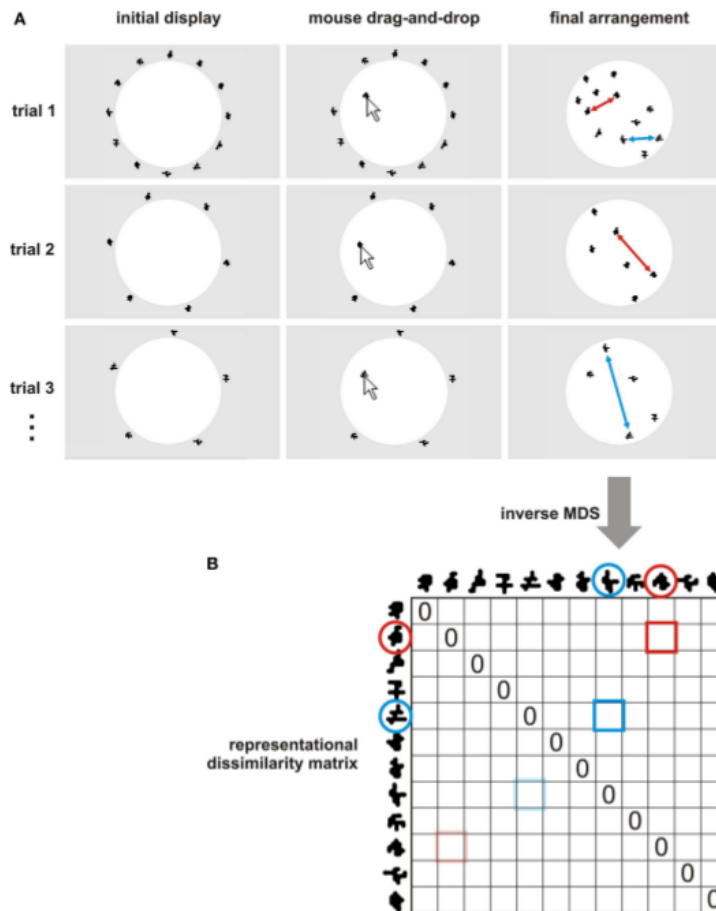 A
initial display
mouse drag-and-drop
final arrangement
trial 1
trial 2
trial 3
inverse MDS
B
0
0
0
0
0
representational
dissimilarity matrix
0
0
0
0
0
0
0